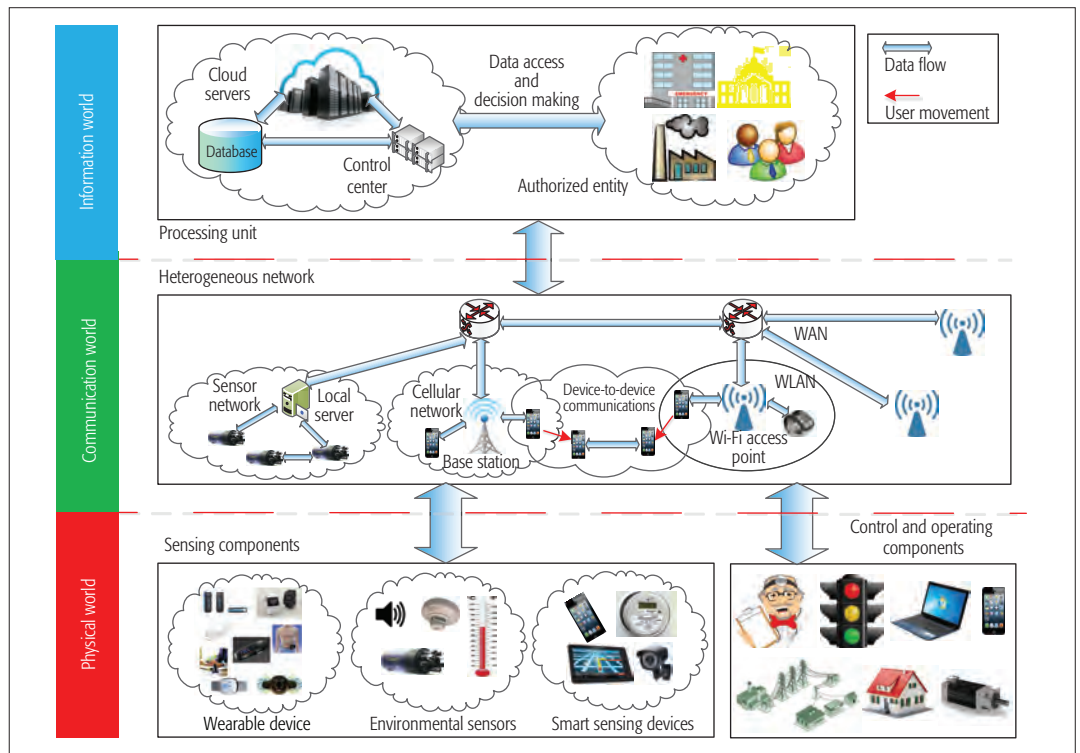 Information world
Cloud
servers
Database
Control
center
Data access
and
decision making
EMERGENCY
Authorized entity
Processing unit
Data flow
User movement
Communication world
Heterogeneous network
Sensor
network
Local
server
Cellular
network
Base station
Device-to-device
communications
WAN
WLAN
Wi-Fi access
point
Physical world
Sensing components
Wearable device
Environmental sensors
Smart sensing devices
Control and operating
components